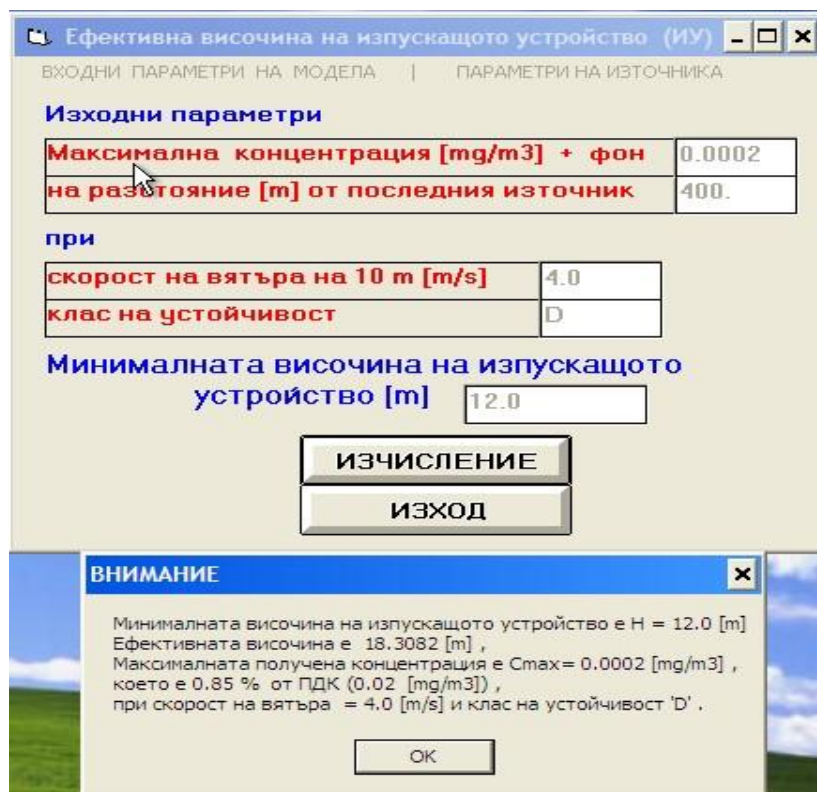 Ефективна височина на изпускащото устройство (ИУ)
ВХОДНИ ПАРАМЕТРИ НА МОДЕЛА | ПАРАМЕТРИ НА ИЗТОЧНИКА
Изходни параметри
Максимална концентрация [mg/m3] + фон 0.0002
на разстояние [m] от последния източник 400.
при
скорост на вятъра на 10 m [m/s] 4.0
клас на устойчивост D
Минималната височина на изпускащото
устройство [m] 12.0
ИЗЧИСЛЕНИЕ
ИЗХОД
ВНИМАНИЕ
Минималната височина на изпускащото устройство е H = 12.0 [m]
Ефективната височина е 18.3082 [m] ,
Максималната получена концентрация е Cmax= 0.0002 [mg/m3] ,
което е 0.85 % от ПДК (0.02 [mg/m3]) ,
при скорост на вятъра = 4.0 [m/s] и клас на устойчивост 'D' .
OK